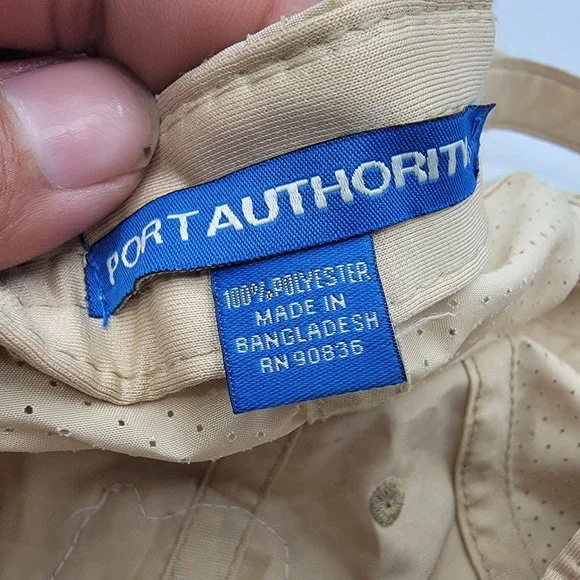 PORT AUTHORITY
100% POLYESTER
MADE IN
BANGLADESH
RN 90836